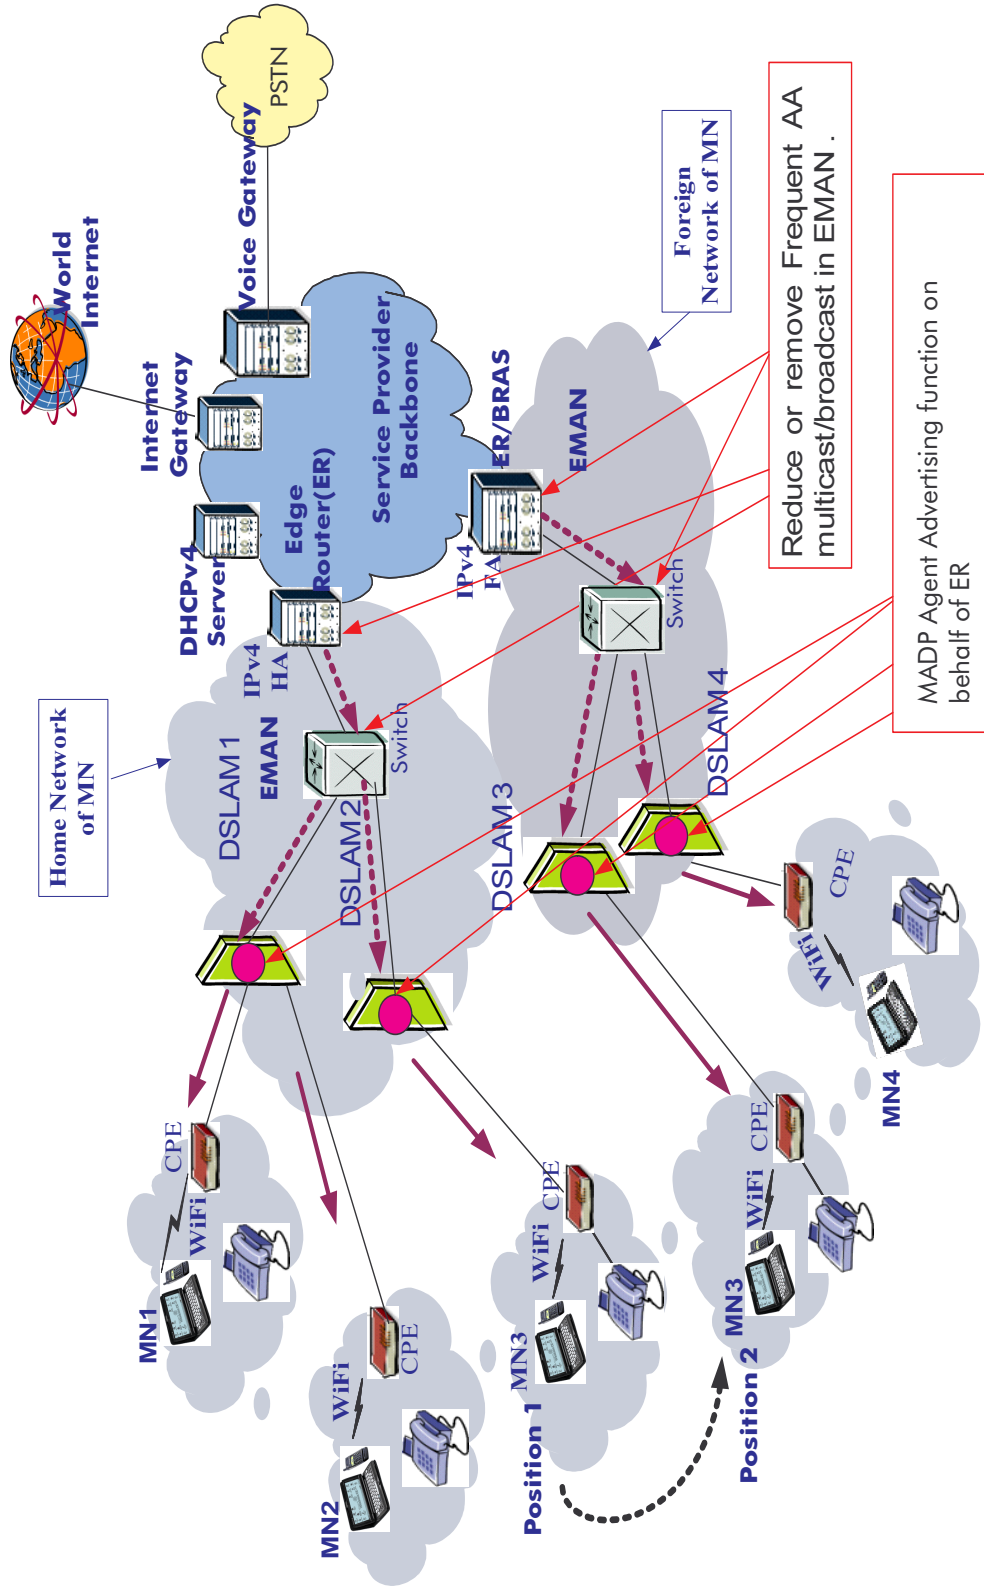 World
Internet
PSTN
Voice Gateway
Internet
Gateway
Service Provider
Backbone
DHCPv4
Server
Edge
Router(ER)
IPv4
HA
ER/BRAS
IPv4
FA
EMAN
Switch
Foreign
Network of MN
Reduce or remove Frequent AA
multicast/broadcast in EMAN .
MADP Agent Advertising function on
behalf of ER
Home Network
of MN
EMAN
Switch
DSLAM1
DSLAM2
DSLAM3
DSLAM4
CPE
WiFi
MN1
CPE
WiFi
MN2
CPE
WiFi
MN3
Position 1
CPE
WiFi
MN3
Position 2
CPE
WiFi
MN4